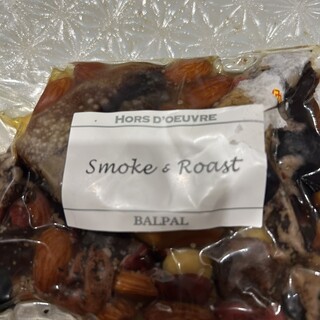 HORS D'OEUVRE
Smoke & Roast
BALPAL